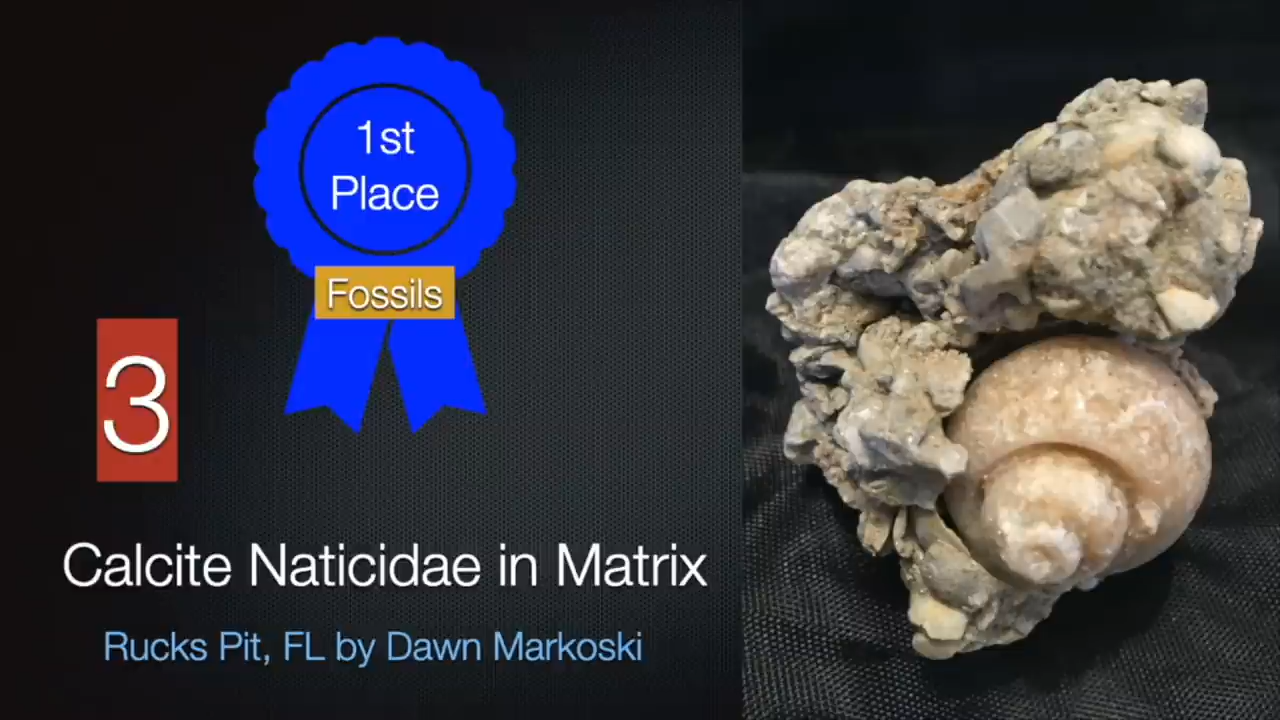 1st
Place
Fossils
3
Calcite Naticidae in Matrix
Rucks Pit, FL by Dawn Markoski